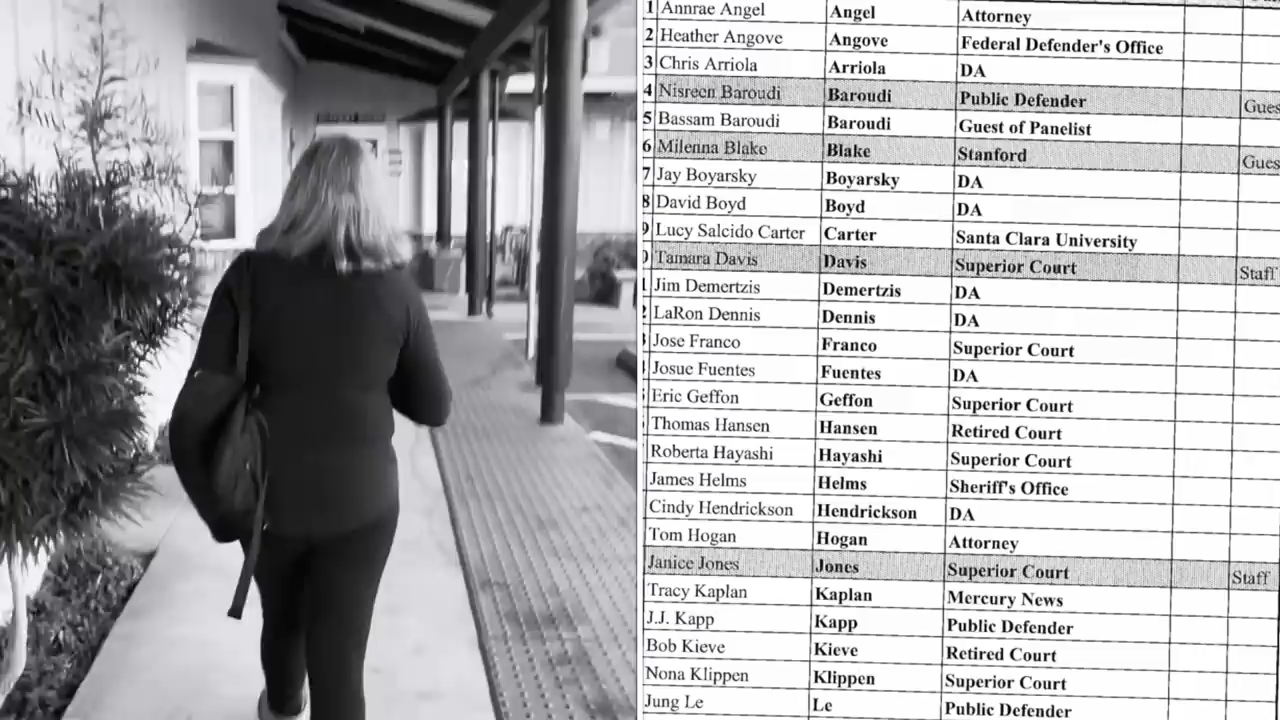 1 Annrae Angel Angel Attorney
2 Heather Angove Angove Federal Defender's Office
3 Chris Arriola Arriola DA
4 Nisreen Baroudi Baroudi Public Defender Gues
5 Bassam Baroudi Baroudi Guest of Panelist
6 Milenna Blake Blake Stanford Gues
7 Jay Boyarsky Boyarsky DA
8 David Boyd Boyd DA
9 Lucy Salcido Carter Carter Santa Clara University
Tamara Davis Davis Superior Court Staff
Jim Demertzis Demertzis DA
LaRon Dennis Dennis DA
Jose Franco Franco Superior Court
Josue Fuentes Fuentes DA
Eric Geffon Geffon Superior Court
Thomas Hansen Hansen Retired Court
Roberta Hayashi Hayashi Superior Court
James Helms Helms Sheriff's Office
Cindy Hendrickson Hendrickson DA
Tom Hogan Hogan Attorney
Janice Jones Jones Superior Court Staff
Tracy Kaplan Kaplan Mercury News
J.J. Kapp Kapp Public Defender
Bob Kieve Kieve Retired Court
Nona Klippen Klippen Superior Court
Jung Le Le Public Defender